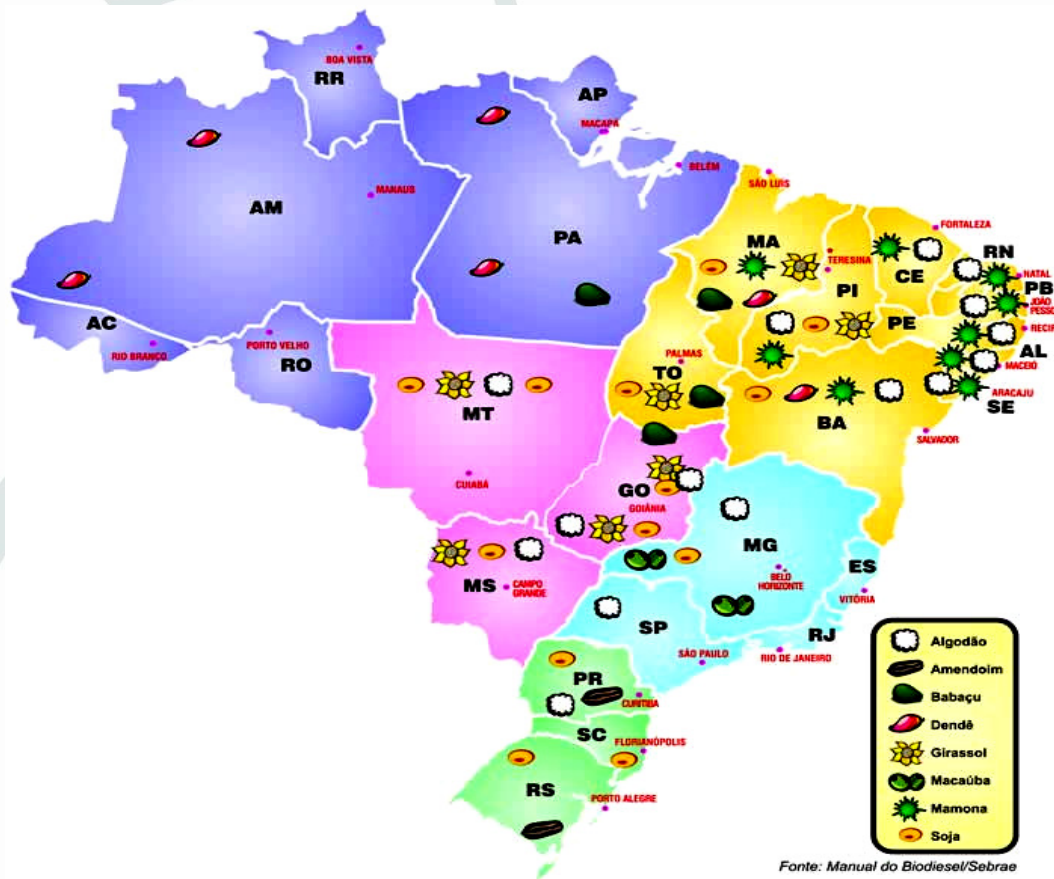 BOA VISTA
RR
AP
MACAPÁ
BELÉM
MANAUS
SÃO LUIS
AM
PA
FORTALEZA
MA
TERESINA
RN
CE
NATAL
PI
PB
JOÃO
PESSO
AC
PE
RECIF
PORTO VELHO
RIO BRANCO
AL
RO
PALMAS
MACEIÓ
TO
ARACAJU
MT
SE
BA
SALVADOR
CUIABÁ
GO
GOIÂNIA
MG
ES
MS
CAMPO
GRANDE
BELO
HORIZONTE
VITÓRIA
SP
RJ
SÃO PAULO
RIO DE JANEIRO
PR
CURITIBA
SC
FLORIANÓPOLIS
RS
PORTO ALEGRE
Algodão
Amendoim
Babaçu
Dendê
Girassol
Macaúba
Mamona
Soja
Fonte: Manual do Biodiesel/Sebrae